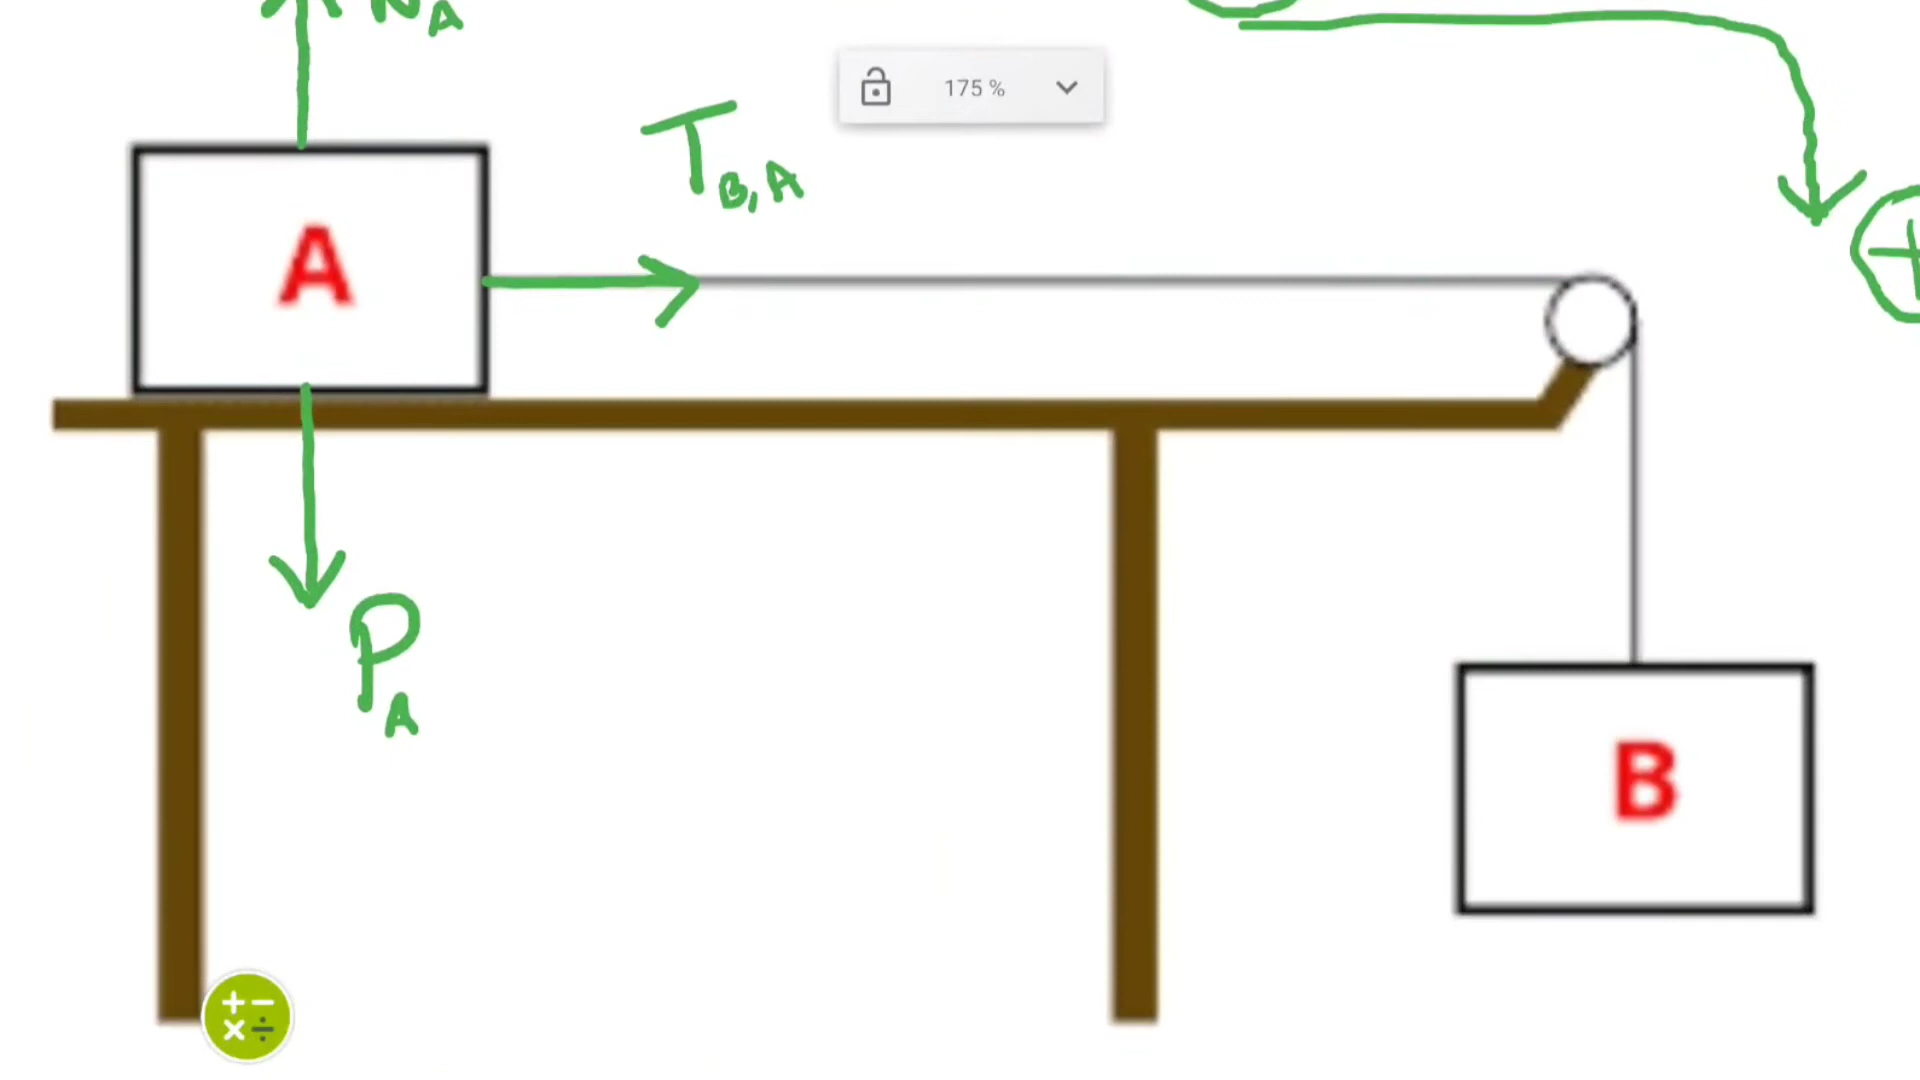 N_A
175 %
T_B,A
A
+
P_A
B
+ − × ÷